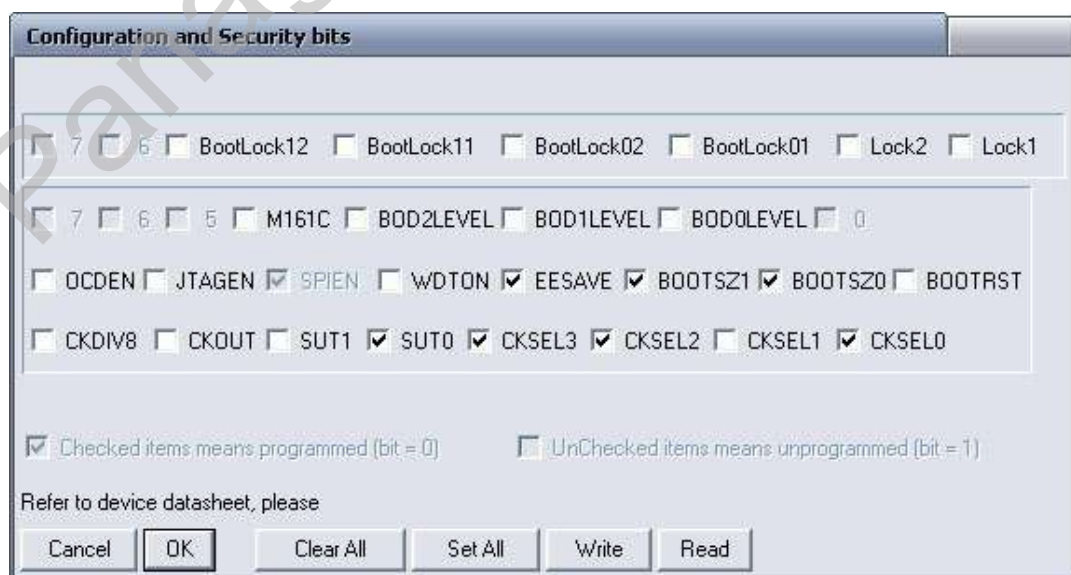 Configuration and Security bits
7 6 BootLock12 BootLock11 BootLock02 BootLock01 Lock2 Lock1
7 6 5 M161C BOD2LEVEL BOD1LEVEL BOD0LEVEL 0
OCDEN JTAGEN SPIEN WDTON EESAVE BOOTSZ1 BOOTSZ0 BOOTRST
CKDIV8 CKOUT SUT1 SUT0 CKSEL3 CKSEL2 CKSEL1 CKSEL0
Checked items means programmed (bit = 0) UnChecked items means unprogrammed (bit = 1)
Refer to device datasheet, please
Cancel OK Clear All Set All Write Read